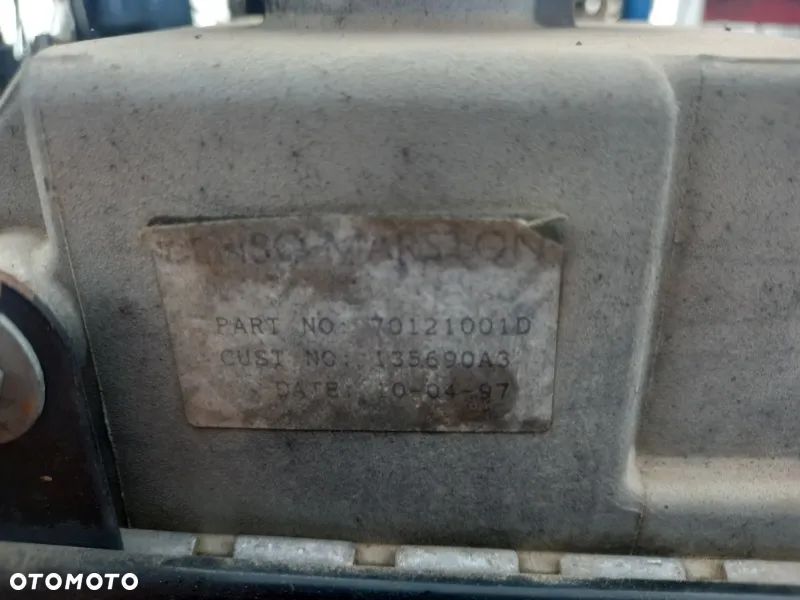 DENSO MARSTON
PART NO: 70121001D
CUST NO: 135690A3
DATE: 10-04-97
OTOMOTO